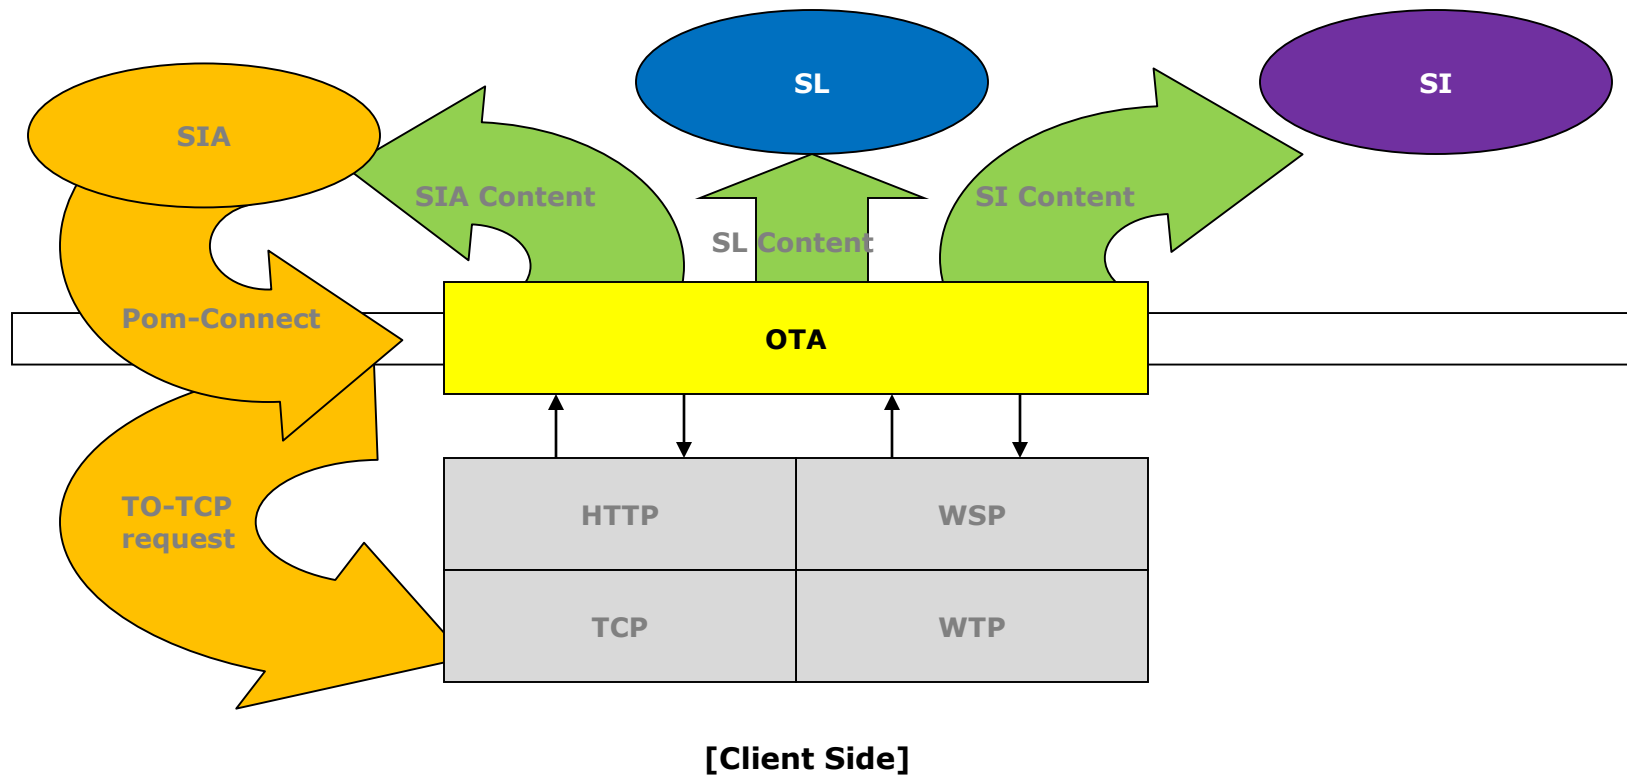 SL
SI
SIA
SIA Content
SI Content
SL Content
Pom-Connect
OTA
TO-TCP
request
HTTP
WSP
TCP
WTP
[Client Side]